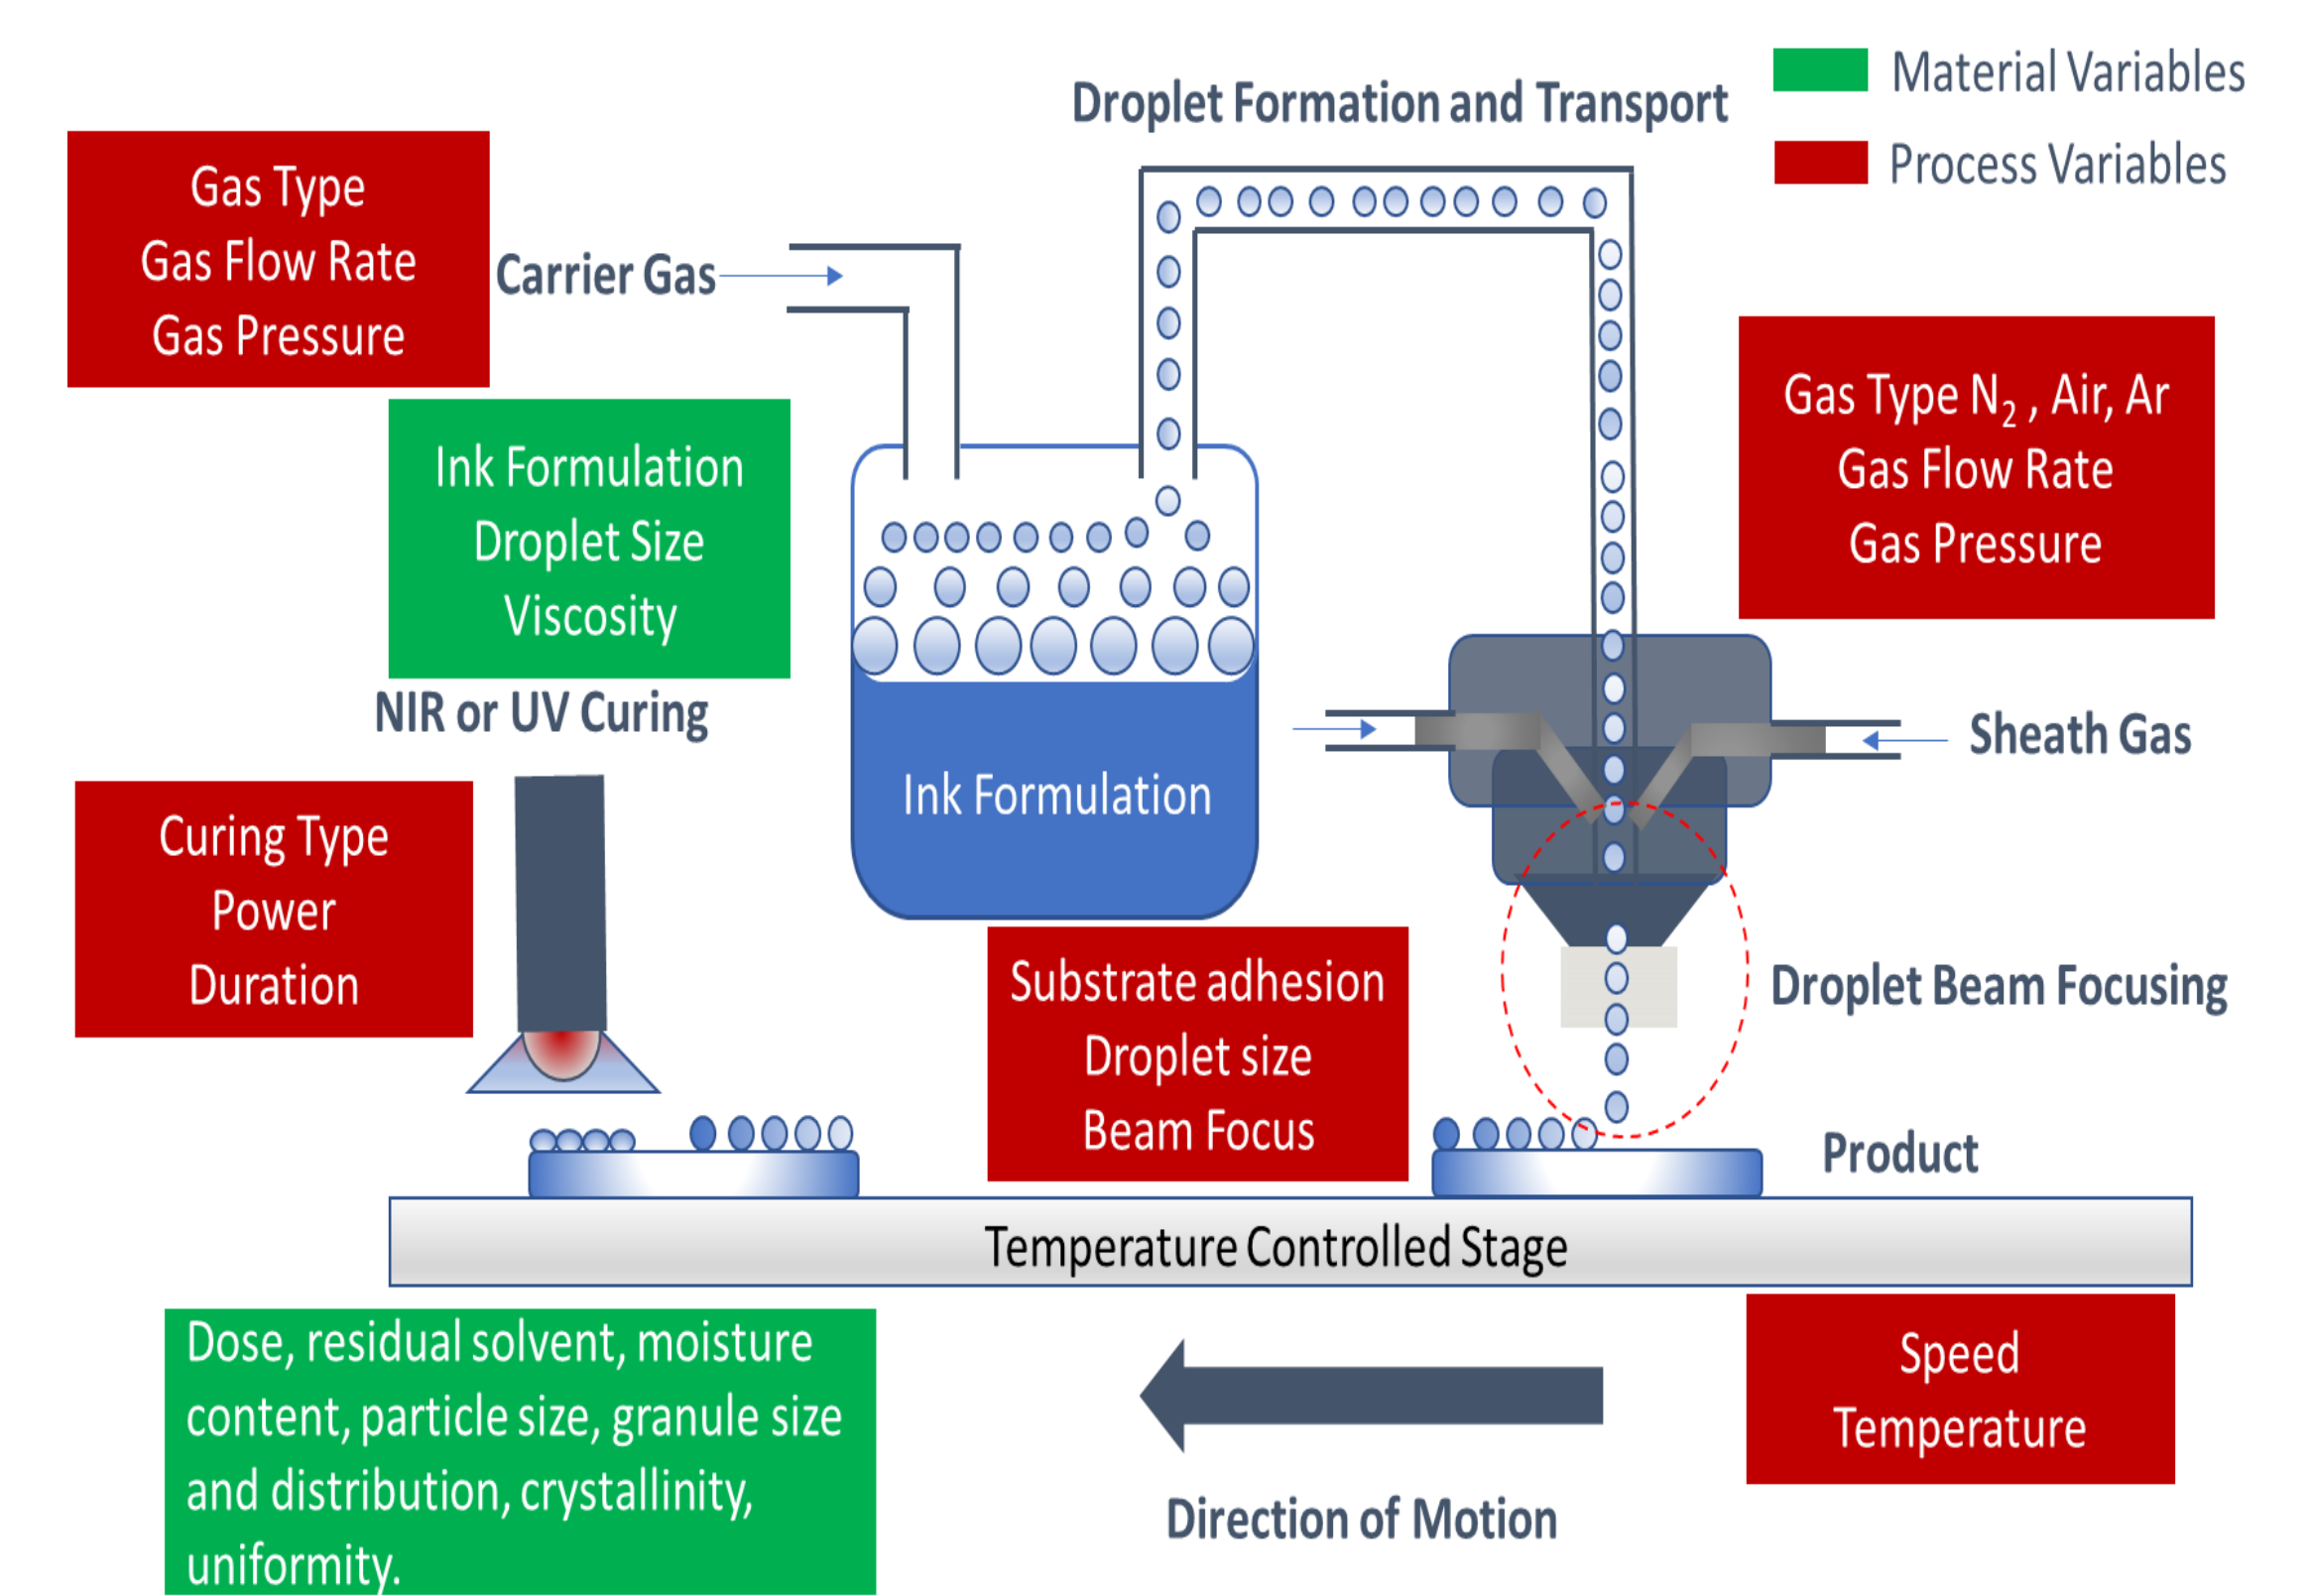 Droplet Formation and Transport
Material Variables
Process Variables
Gas Type
Gas Flow Rate
Gas Pressure
Carrier Gas
Ink Formulation
Droplet Size
Viscosity
Gas Type N₂ , Air, Ar
Gas Flow Rate
Gas Pressure
NIR or UV Curing
Sheath Gas
Ink Formulation
Curing Type
Power
Duration
Substrate adhesion
Droplet size
Beam Focus
Droplet Beam Focusing
Product
Temperature Controlled Stage
Dose, residual solvent, moisture
content, particle size, granule size
and distribution, crystallinity,
uniformity.
Speed
Temperature
Direction of Motion